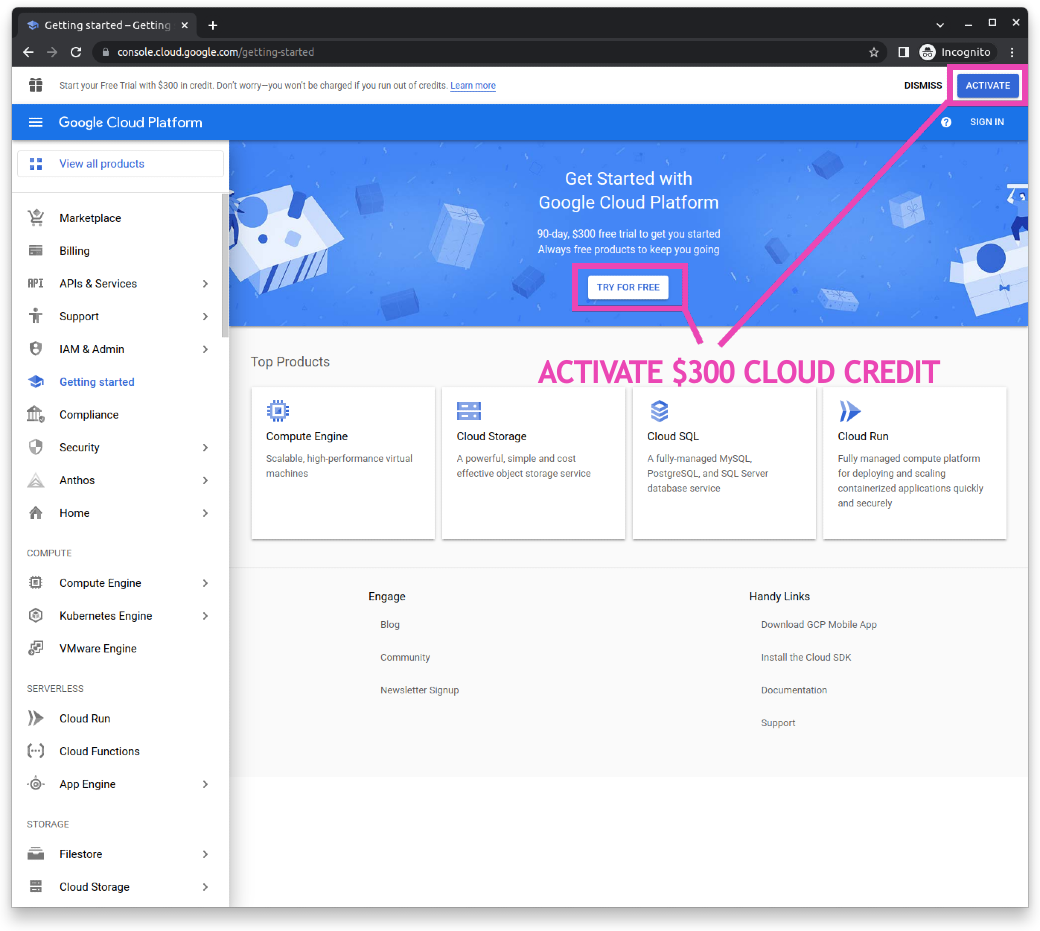 Getting started – Getting
console.cloud.google.com/getting-started
Incognito
Start your Free Trial with $300 in credit. Don't worry—you won't be charged if you run out of credits. Learn more
DISMISS
ACTIVATE
Google Cloud Platform
SIGN IN
View all products
Marketplace
Billing
API APIs & Services
Support
IAM & Admin
Getting started
Compliance
Security
Anthos
Home
COMPUTE
Compute Engine
Kubernetes Engine
VMware Engine
SERVERLESS
Cloud Run
Cloud Functions
App Engine
STORAGE
Filestore
Cloud Storage
Get Started with
Google Cloud Platform
90-day, $300 free trial to get you started
Always free products to keep you going
TRY FOR FREE
ACTIVATE $300 CLOUD CREDIT
Top Products
Compute Engine
Scalable, high-performance virtual
machines
Cloud Storage
A powerful, simple and cost
effective object storage service
Cloud SQL
A fully-managed MySQL,
PostgreSQL, and SQL Server
database service
Cloud Run
Fully managed compute platform
for deploying and scaling
containerized applications quickly
and securely
Engage
Blog
Community
Newsletter Signup
Handy Links
Download GCP Mobile App
Install the Cloud SDK
Documentation
Support